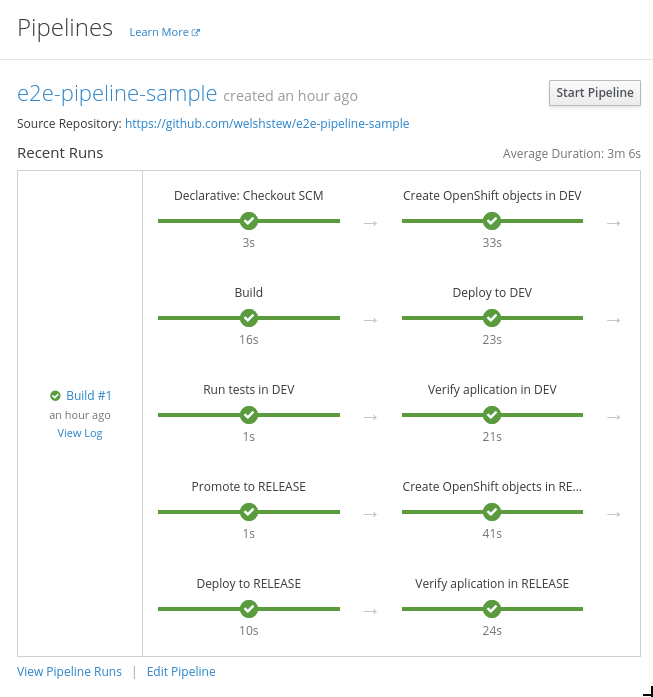 Pipelines Learn More
e2e-pipeline-sample created an hour ago Start Pipeline
Source Repository: https://github.com/welshstew/e2e-pipeline-sample
Recent Runs Average Duration: 3m 6s
Declarative: Checkout SCM → Create OpenShift objects in DEV →
3s 33s
Build → Deploy to DEV →
16s 23s
Run tests in DEV → Verify aplication in DEV →
1s 21s
Build #1
an hour ago
View Log
Promote to RELEASE → Create OpenShift objects in RE... →
1s 41s
Deploy to RELEASE → Verify aplication in RELEASE
10s 24s
View Pipeline Runs | Edit Pipeline